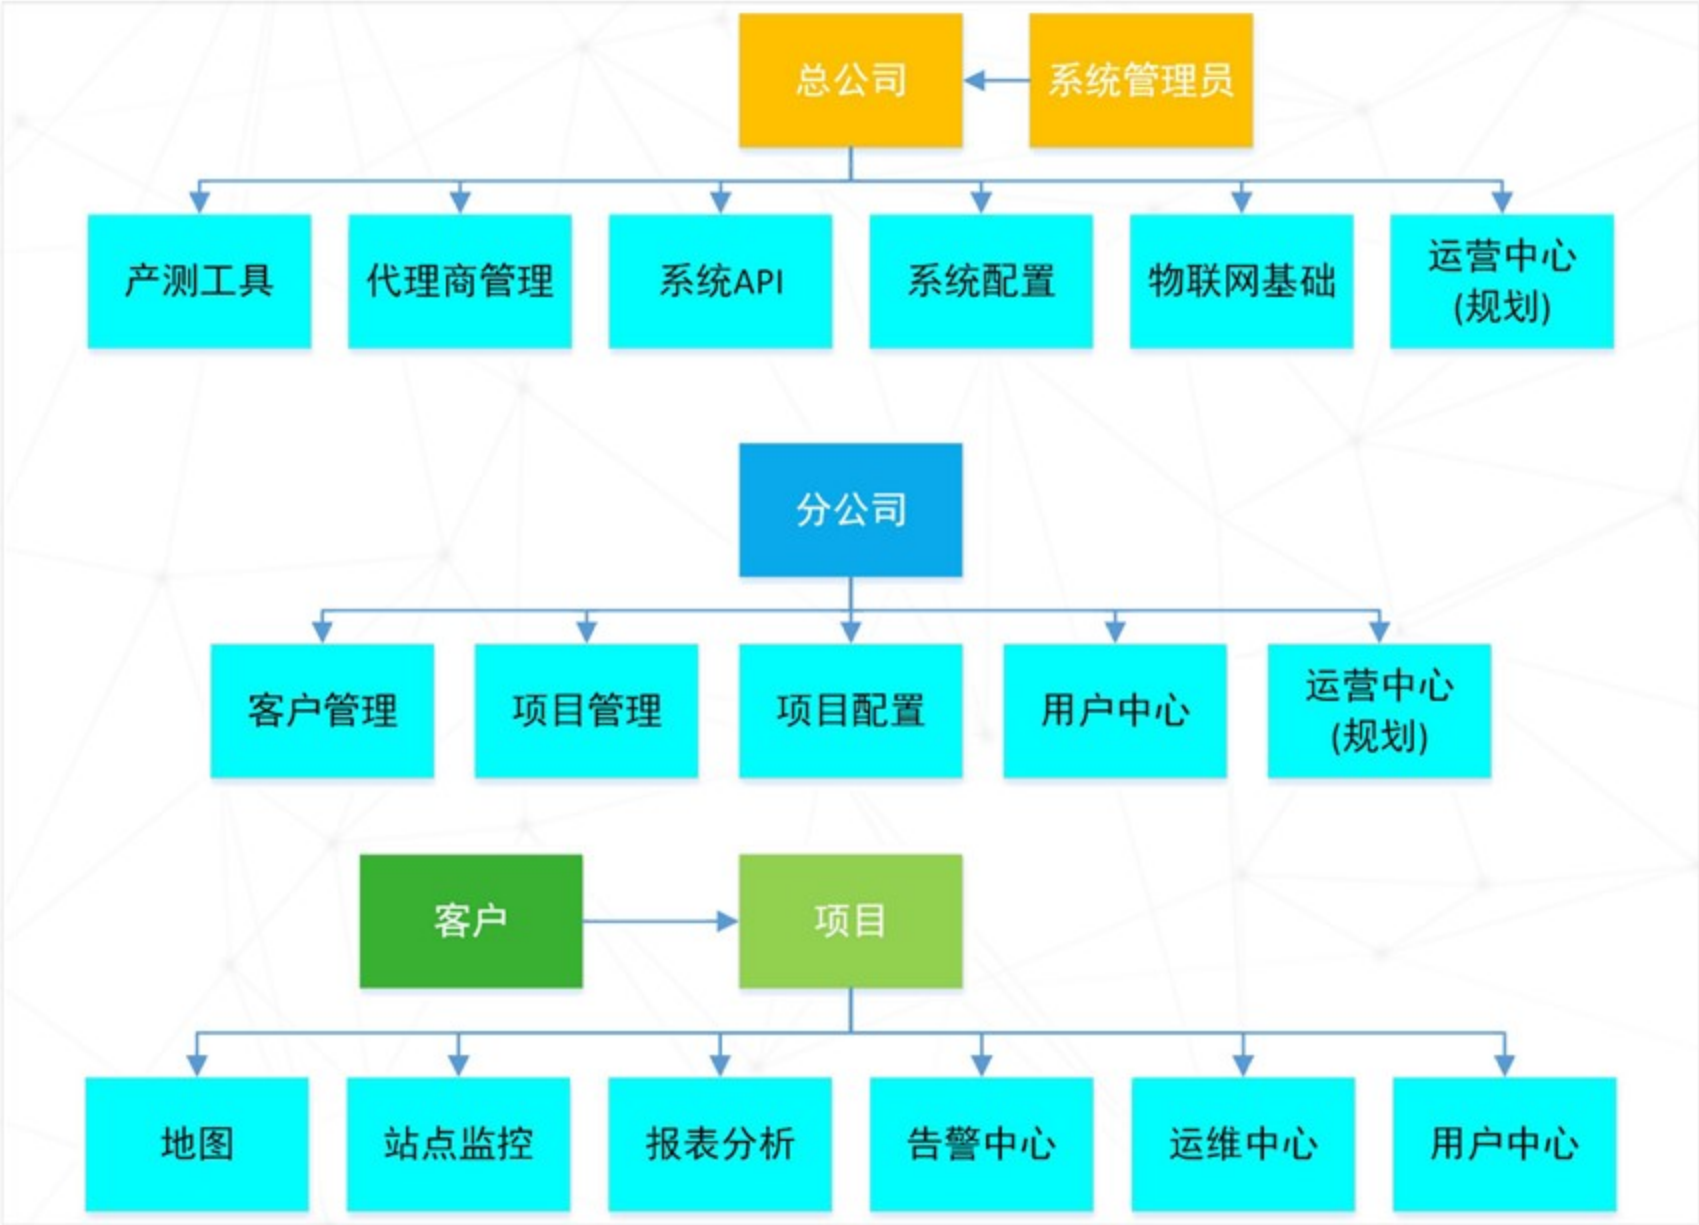 总公司
系统管理员
产测工具
代理商管理
系统API
系统配置
物联网基础
运营中心
(规划)
分公司
客户管理
项目管理
项目配置
用户中心
运营中心
(规划)
客户
项目
地图
站点监控
报表分析
告警中心
运维中心
用户中心